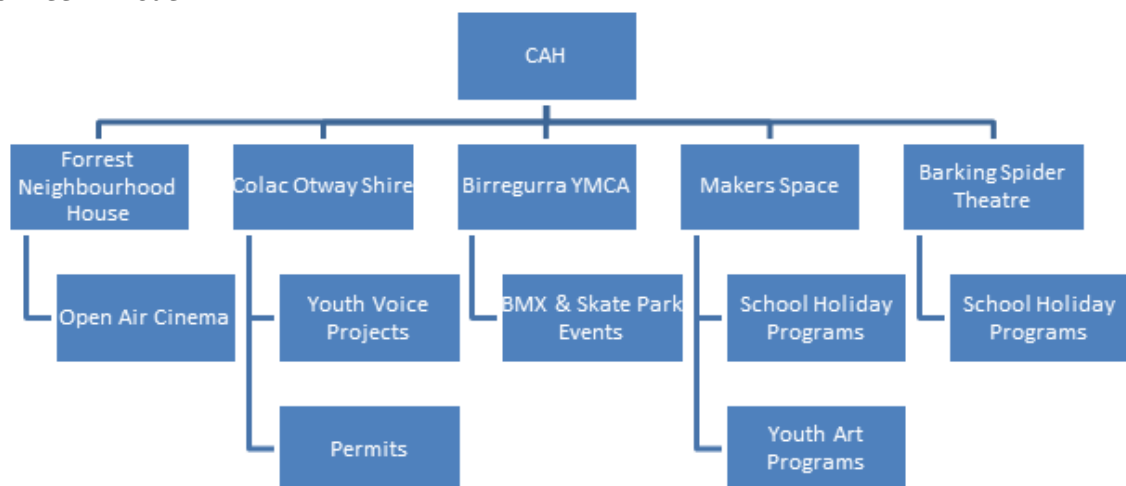 CAH
Forrest
Neighbourhood
House
Colac Otway Shire
Birregurra YMCA
Makers Space
Barking Spider
Theatre
Open Air Cinema
Youth Voice
Projects
BMX & Skate Park
Events
School Holiday
Programs
School Holiday
Programs
Permits
Youth Art
Programs